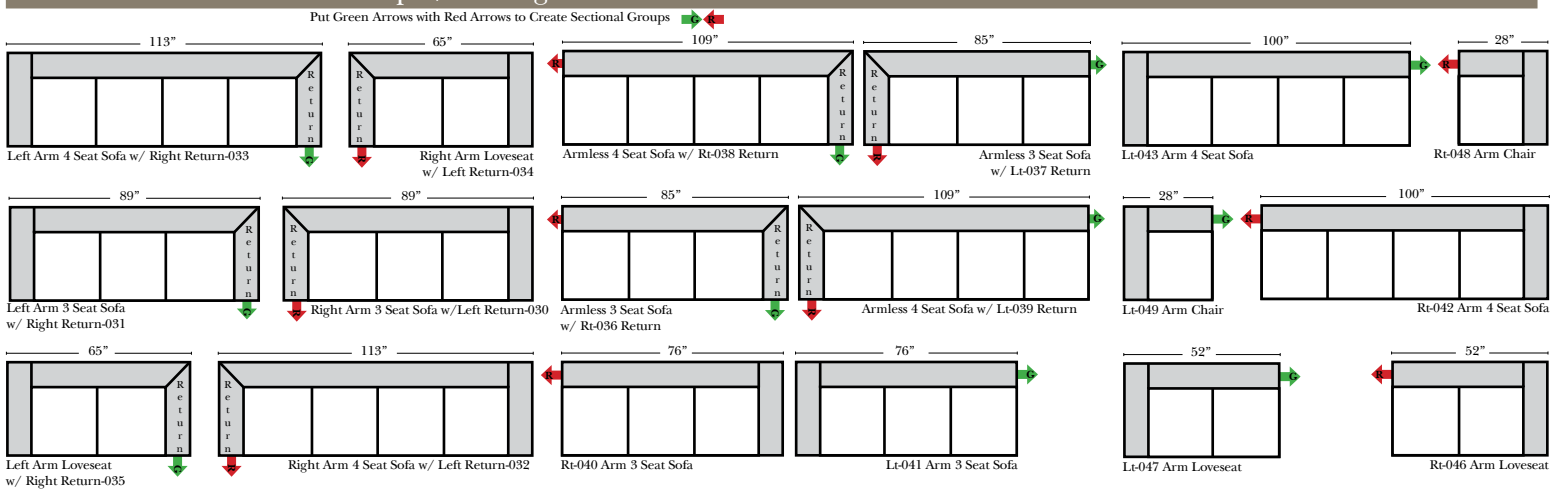 Put Green Arrows with Red Arrows to Create Sectional Groups G R
113” 65” 109” 85” 100” 28”
R G R
Return Return Return Return
G R G R
Left Arm 4 Seat Sofa w/ Right Return-033
Right Arm Loveseat
w/ Left Return-034
Armless 4 Seat Sofa w/ Rt-038 Return
Armless 3 Seat Sofa
w/ Lt-037 Return
Lt-043 Arm 4 Seat Sofa
Rt-048 Arm Chair
89” 89” 85” 109” 28” 100”
R G G R
Return Return Return Return
G R G R
Left Arm 3 Seat Sofa
w/ Right Return-031
Right Arm 3 Seat Sofa w/Left Return-030
Armless 3 Seat Sofa
w/ Rt-036 Return
Armless 4 Seat Sofa w/ Lt-039 Return
Lt-049 Arm Chair
Rt-042 Arm 4 Seat Sofa
65” 113” 76” 76” 52” 52”
R G G R
Return Return
G R
Left Arm Loveseat
w/ Right Return-035
Right Arm 4 Seat Sofa w/ Left Return-032
Rt-040 Arm 3 Seat Sofa
Lt-041 Arm 3 Seat Sofa
Lt-047 Arm Loveseat
Rt-046 Arm Loveseat